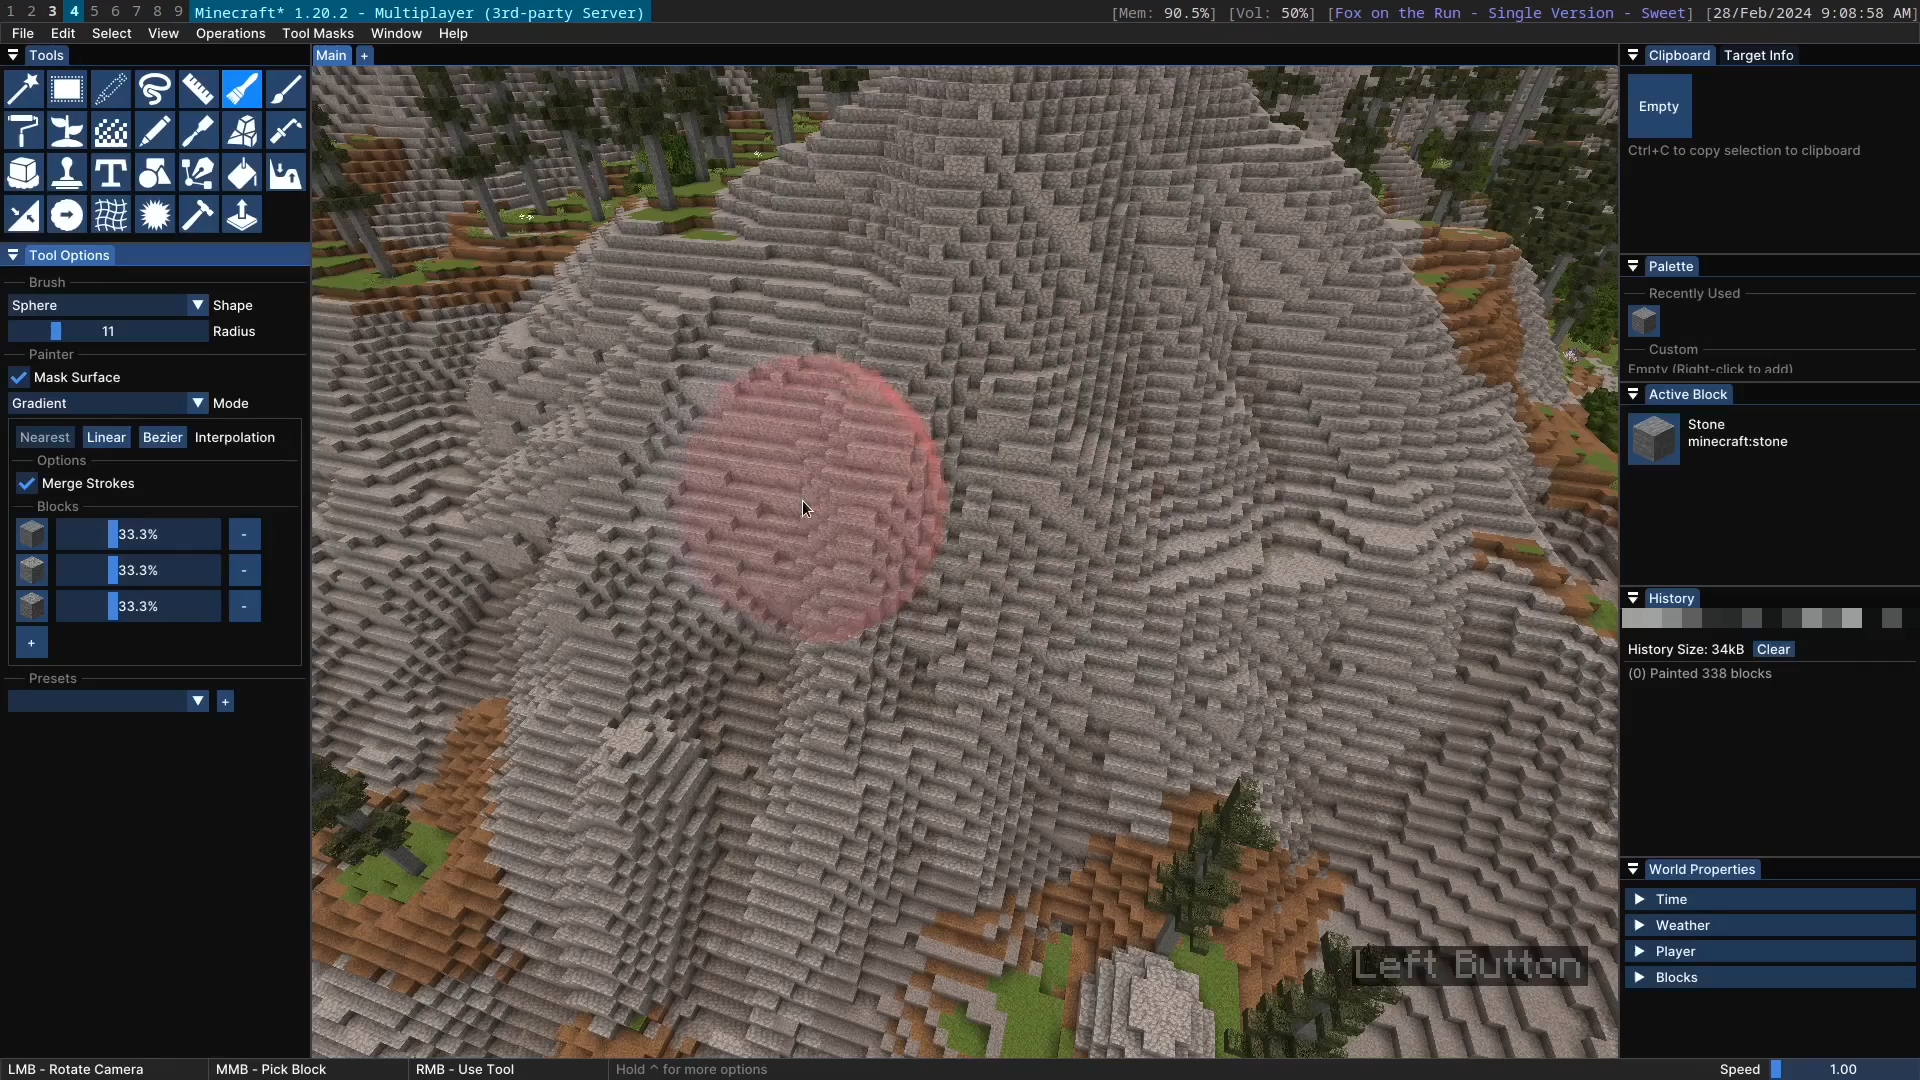 1 2 3 4 5 6 7 8 9 Minecraft* 1.20.2 - Multiplayer (3rd-party Server) [Mem: 90.5%] [Vol: 50%] [Fox on the Run - Single Version - Sweet] [28/Feb/2024 9:08:58 AM]
File Edit Select View Operations Tool Masks Window Help
Tools
Main +
Clipboard Target Info
Empty
Ctrl+C to copy selection to clipboard
Tool Options
Brush
Sphere Shape
11 Radius
Painter
Mask Surface
Gradient Mode
Nearest Linear Bezier Interpolation
Options
Merge Strokes
Blocks
33.3% -
33.3% -
33.3% -
+
Presets
+
Palette
Recently Used
Custom
Empty (Right-click to add)
Active Block
Stone
minecraft:stone
History
History Size: 34kB Clear
(0) Painted 338 blocks
World Properties
Time
Weather
Player
Blocks
Left Button
LMB - Rotate Camera MMB - Pick Block RMB - Use Tool Hold ^ for more options Speed 1.00